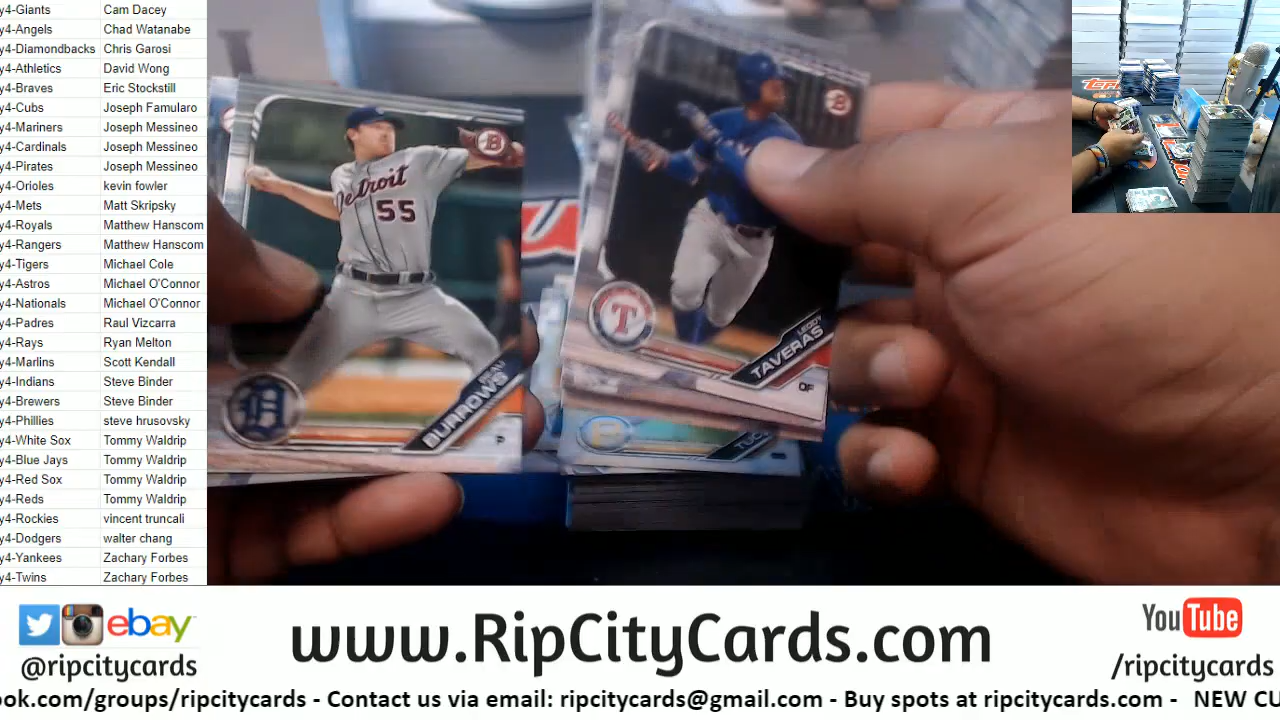 y4-Giants Cam Dacey
y4-Angels Chad Watanabe
y4-Diamondbacks Chris Garosi
y4-Athletics David Wong
y4-Braves Eric Stockstill
y4-Cubs Joseph Famularo
y4-Mariners Joseph Messineo
y4-Cardinals Joseph Messineo
y4-Pirates Joseph Messineo
y4-Orioles kevin fowler
y4-Mets Matt Skripsky
y4-Royals Matthew Hanscom
y4-Rangers Matthew Hanscom
y4-Tigers Michael Cole
y4-Astros Michael O'Connor
y4-Nationals Michael O'Connor
y4-Padres Raul Vizcarra
y4-Rays Ryan Melton
y4-Marlins Scott Kendall
y4-Indians Steve Binder
y4-Brewers Steve Binder
y4-Phillies steve hrusovsky
y4-White Sox Tommy Waldrip
y4-Blue Jays Tommy Waldrip
y4-Red Sox Tommy Waldrip
y4-Reds Tommy Waldrip
y4-Rockies vincent truncali
y4-Dodgers walter chang
y4-Yankees Zachary Forbes
y4-Twins Zachary Forbes
B
Detroit
55
D
BURROWS
P
B
T
LEODY
TAVERAS
OF
ebay
@ripcitycards
www.RipCityCards.com
YouTube
/ripcitycards
ook.com/groups/ripcitycards - Contact us via email: ripcitycards@gmail.com - Buy spots at ripcitycards.com - NEW CU